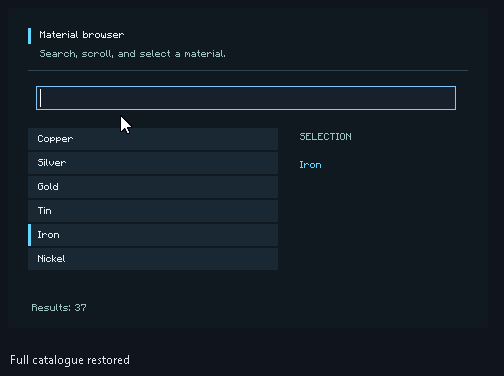 Material browser
Search, scroll, and select a material.
Copper
Silver
Gold
Tin
Iron
Nickel
SELECTION
Iron
Results: 37
Full catalogue restored